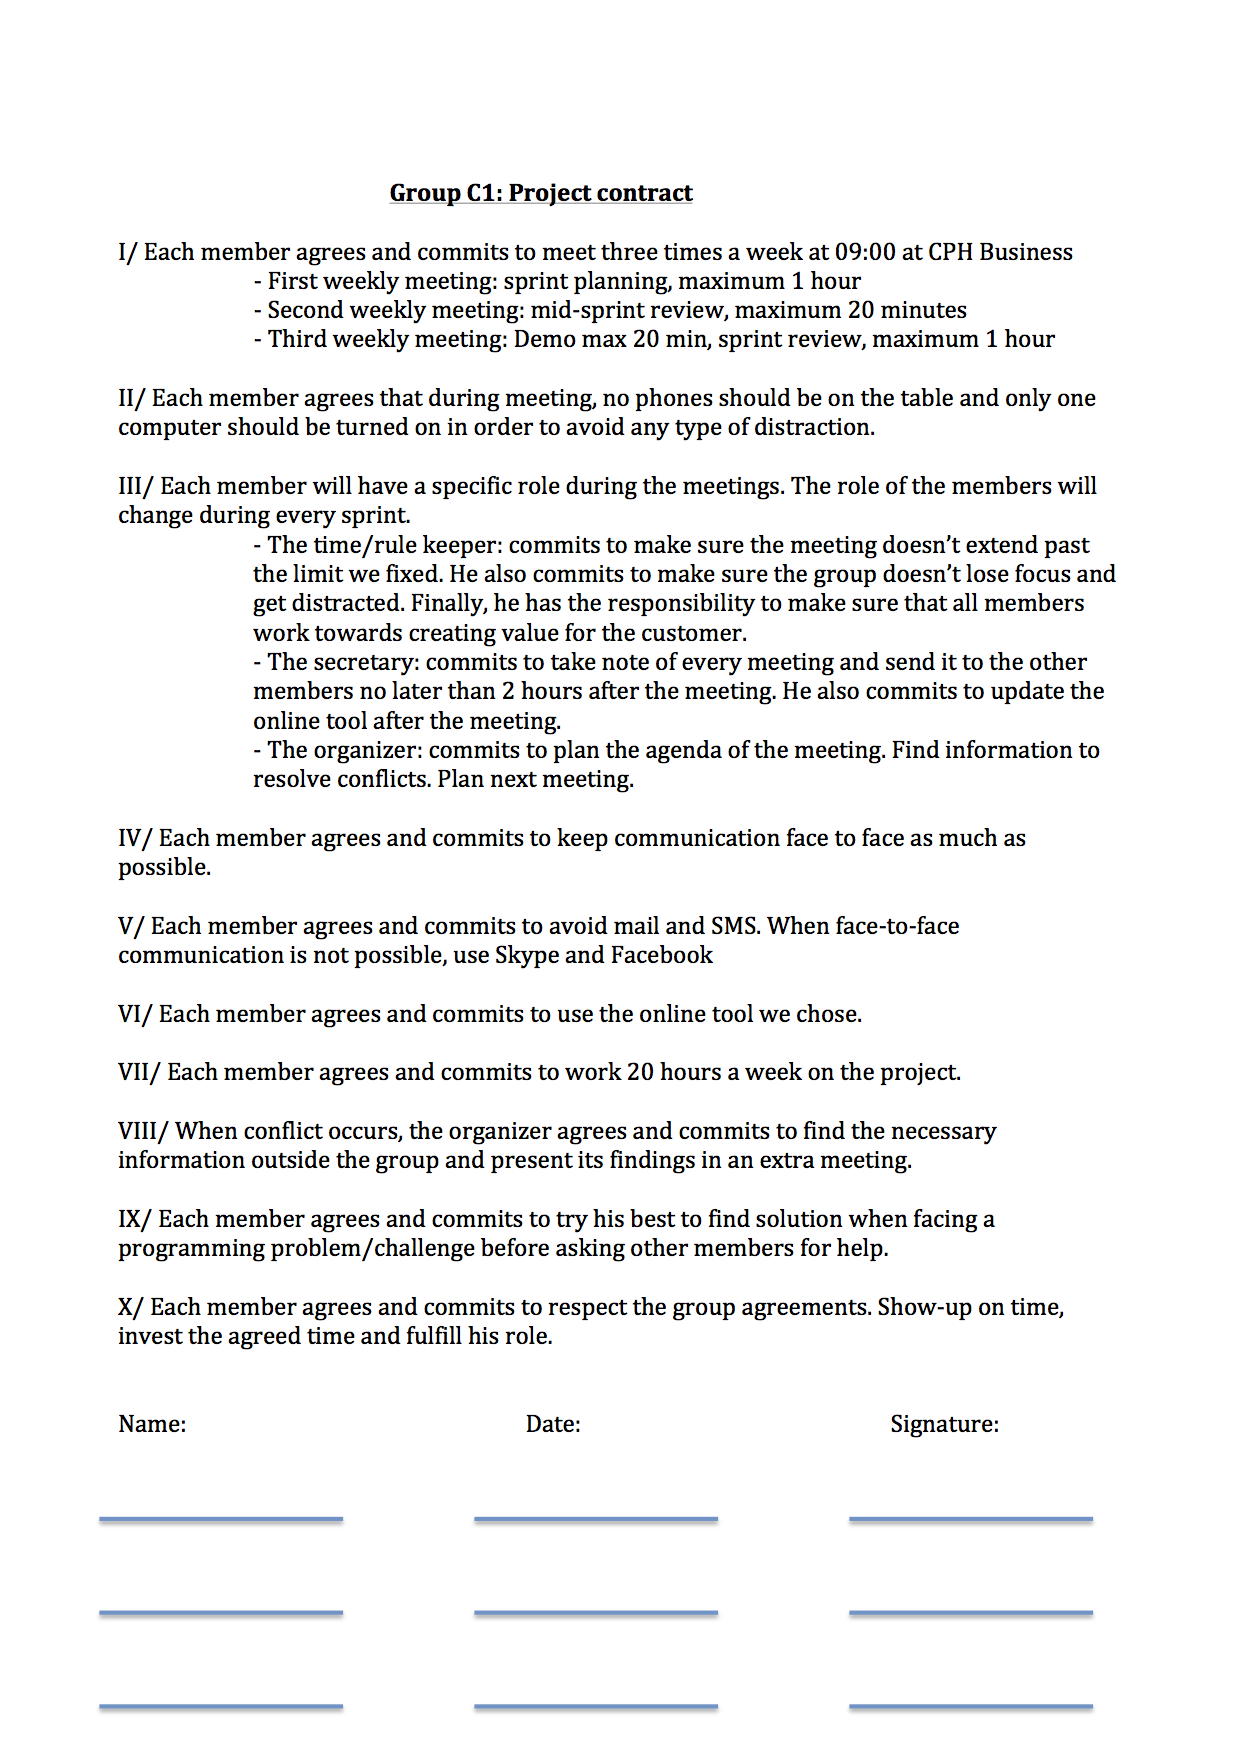 Group C1: Project contract
I/ Each member agrees and commits to meet three times a week at 09:00 at CPH Business
- First weekly meeting: sprint planning, maximum 1 hour
- Second weekly meeting: mid-sprint review, maximum 20 minutes
- Third weekly meeting: Demo max 20 min, sprint review, maximum 1 hour
II/ Each member agrees that during meeting, no phones should be on the table and only one
computer should be turned on in order to avoid any type of distraction.
III/ Each member will have a specific role during the meetings. The role of the members will
change during every sprint.
- The time/rule keeper: commits to make sure the meeting doesn’t extend past
the limit we fixed. He also commits to make sure the group doesn’t lose focus and
get distracted. Finally, he has the responsibility to make sure that all members
work towards creating value for the customer.
- The secretary: commits to take note of every meeting and send it to the other
members no later than 2 hours after the meeting. He also commits to update the
online tool after the meeting.
- The organizer: commits to plan the agenda of the meeting. Find information to
resolve conflicts. Plan next meeting.
IV/ Each member agrees and commits to keep communication face to face as much as
possible.
V/ Each member agrees and commits to avoid mail and SMS. When face-to-face
communication is not possible, use Skype and Facebook
VI/ Each member agrees and commits to use the online tool we chose.
VII/ Each member agrees and commits to work 20 hours a week on the project.
VIII/ When conflict occurs, the organizer agrees and commits to find the necessary
information outside the group and present its findings in an extra meeting.
IX/ Each member agrees and commits to try his best to find solution when facing a
programming problem/challenge before asking other members for help.
X/ Each member agrees and commits to respect the group agreements. Show-up on time,
invest the agreed time and fulfill his role.
Name: Date: Signature: